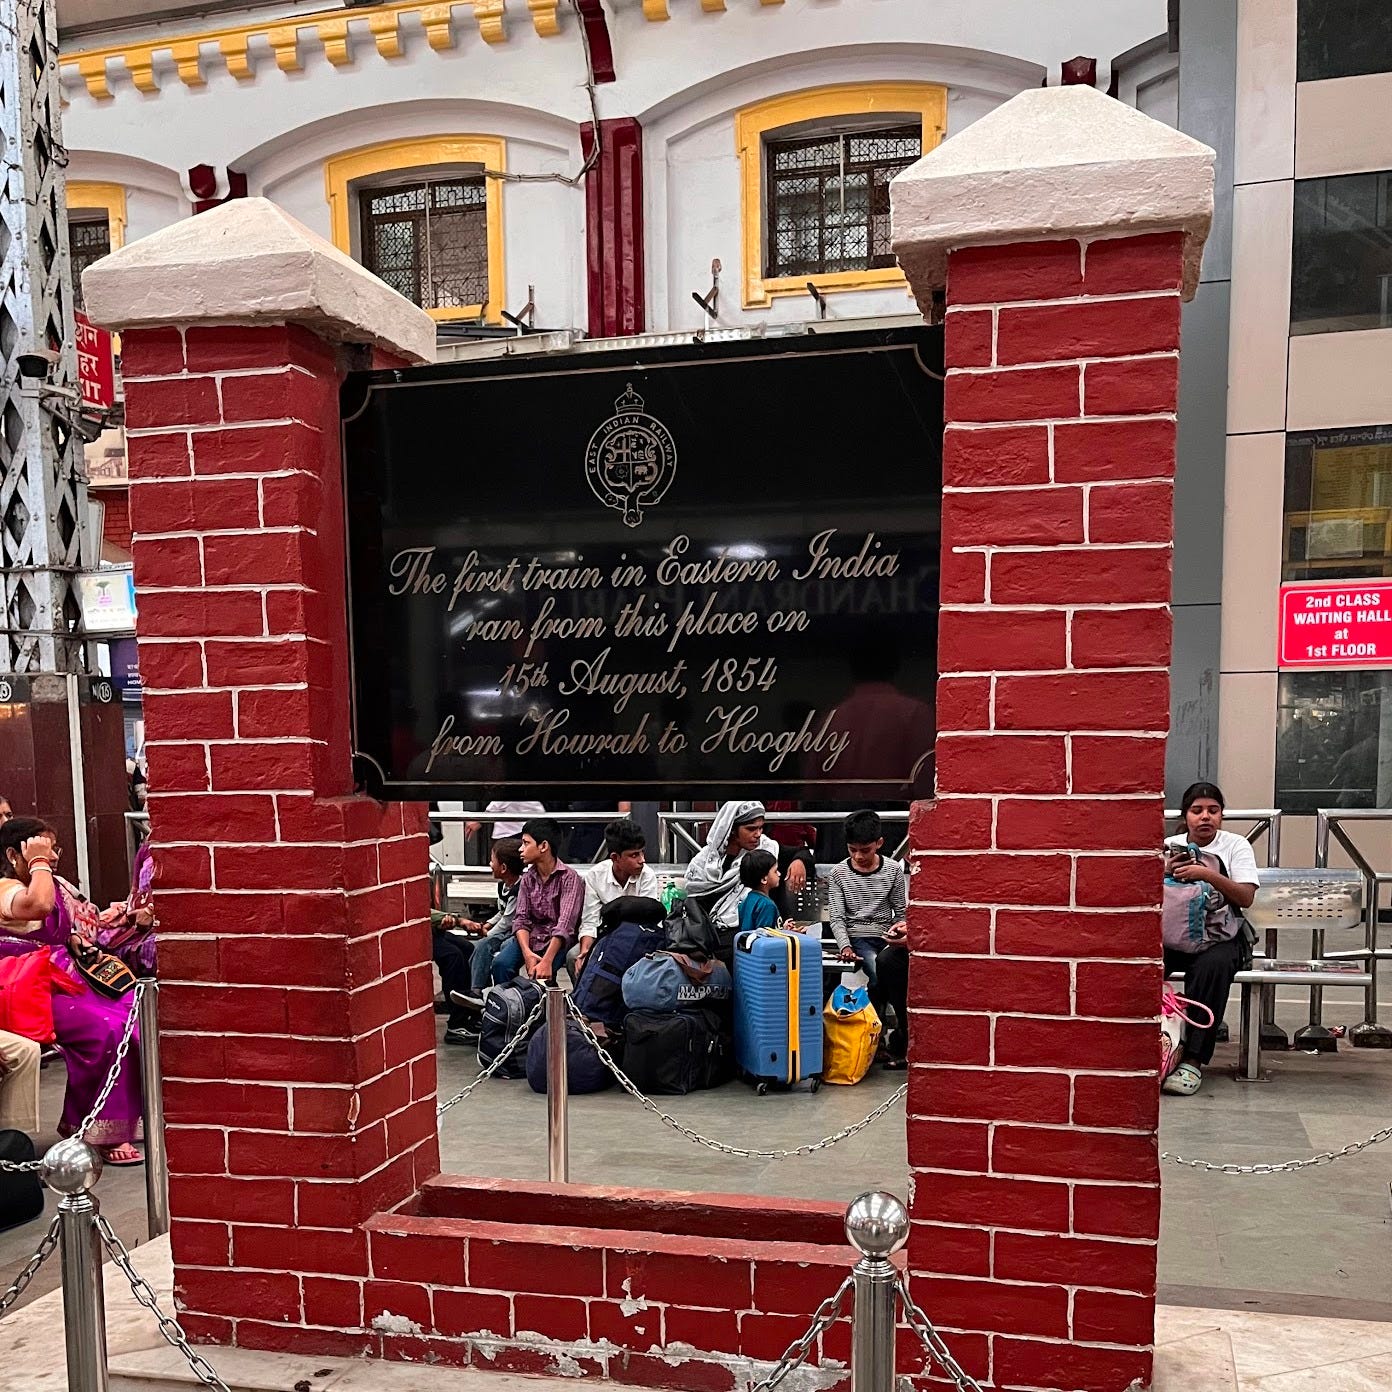 EAST INDIAN RAILWAY
The first train in Eastern India
ran from this place on
15th August, 1854
from Howrah to Hooghly
2nd CLASS
WAITING HALL
at
1st FLOOR
NAPA